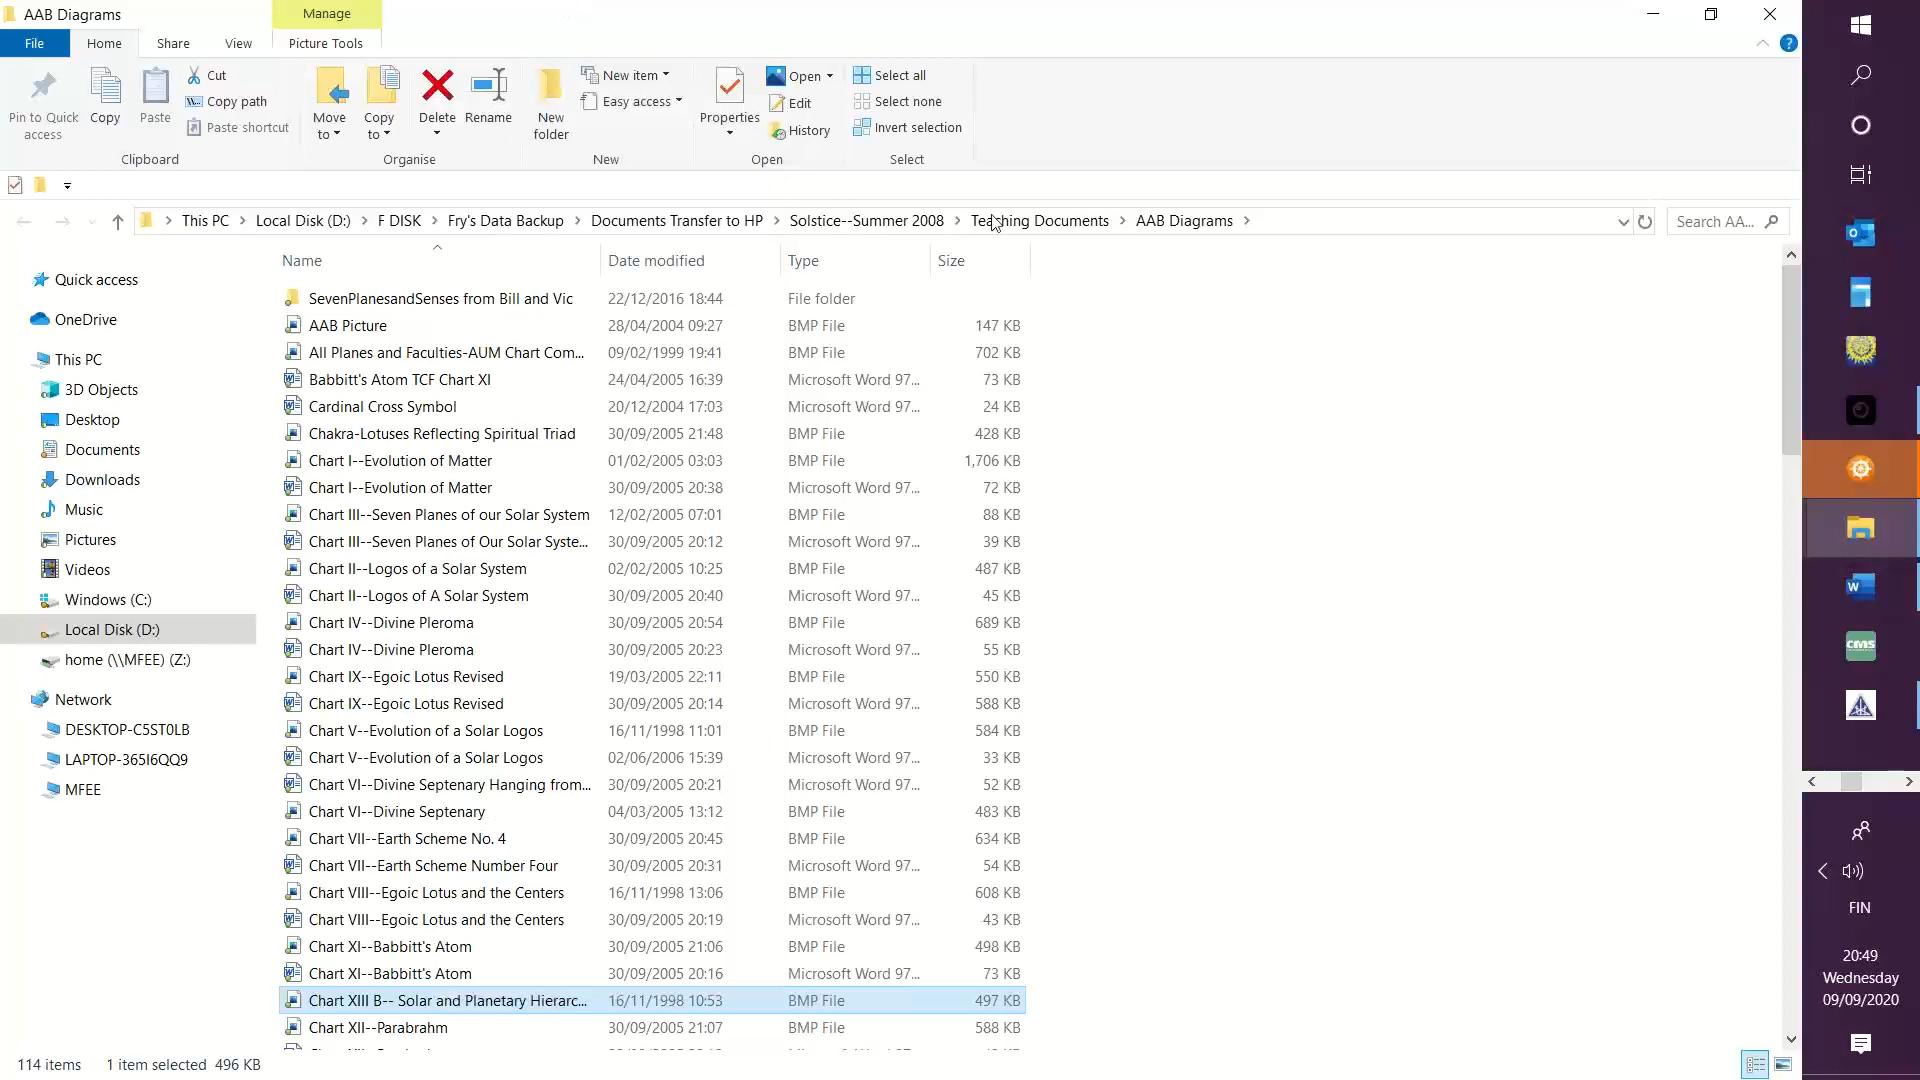 AAB Diagrams
Manage
File
Home
Share
View
Picture Tools
Pin to Quick access
Copy
Paste
Cut
Copy path
Paste shortcut
Clipboard
Move to
Copy to
Delete
Rename
Organise
New folder
New item
Easy access
New
Properties
Open
Edit
History
Open
Select all
Select none
Invert selection
Select
This PC > Local Disk (D:) > F DISK > Fry's Data Backup > Documents Transfer to HP > Solstice--Summer 2008 > Teaching Documents > AAB Diagrams >
Search AA...
Quick access
OneDrive
This PC
3D Objects
Desktop
Documents
Downloads
Music
Pictures
Videos
Windows (C:)
Local Disk (D:)
home (\\MFEE) (Z:)
Network
DESKTOP-C5ST0LB
LAPTOP-365I6QQ9
MFEE
Name Date modified Type Size
SevenPlanesandSenses from Bill and Vic 22/12/2016 18:44 File folder
AAB Picture 28/04/2004 09:27 BMP File 147 KB
All Planes and Faculties-AUM Chart Com... 09/02/1999 19:41 BMP File 702 KB
Babbitt's Atom TCF Chart XI 24/04/2005 16:39 Microsoft Word 97... 73 KB
Cardinal Cross Symbol 20/12/2004 17:03 Microsoft Word 97... 24 KB
Chakra-Lotuses Reflecting Spiritual Triad 30/09/2005 21:48 BMP File 428 KB
Chart I--Evolution of Matter 01/02/2005 03:03 BMP File 1,706 KB
Chart I--Evolution of Matter 30/09/2005 20:38 Microsoft Word 97... 72 KB
Chart III--Seven Planes of our Solar System 12/02/2005 07:01 BMP File 88 KB
Chart III--Seven Planes of Our Solar Syste... 30/09/2005 20:12 Microsoft Word 97... 39 KB
Chart II--Logos of a Solar System 02/02/2005 10:25 BMP File 487 KB
Chart II--Logos of A Solar System 30/09/2005 20:40 Microsoft Word 97... 45 KB
Chart IV--Divine Pleroma 30/09/2005 20:54 BMP File 689 KB
Chart IV--Divine Pleroma 30/09/2005 20:23 Microsoft Word 97... 55 KB
Chart IX--Egoic Lotus Revised 19/03/2005 22:11 BMP File 550 KB
Chart IX--Egoic Lotus Revised 30/09/2005 20:14 Microsoft Word 97... 588 KB
Chart V--Evolution of a Solar Logos 16/11/1998 11:01 BMP File 584 KB
Chart V--Evolution of a Solar Logos 02/06/2006 15:39 Microsoft Word 97... 33 KB
Chart VI--Divine Septenary Hanging from... 30/09/2005 20:21 Microsoft Word 97... 52 KB
Chart VI--Divine Septenary 04/03/2005 13:12 BMP File 483 KB
Chart VII--Earth Scheme No. 4 30/09/2005 20:45 BMP File 634 KB
Chart VII--Earth Scheme Number Four 30/09/2005 20:31 Microsoft Word 97... 54 KB
Chart VIII--Egoic Lotus and the Centers 16/11/1998 13:06 BMP File 608 KB
Chart VIII--Egoic Lotus and the Centers 30/09/2005 20:19 Microsoft Word 97... 43 KB
Chart XI--Babbitt's Atom 30/09/2005 21:06 BMP File 498 KB
Chart XI--Babbitt's Atom 30/09/2005 20:16 Microsoft Word 97... 73 KB
Chart XIII B-- Solar and Planetary Hierarc... 16/11/1998 10:53 BMP File 497 KB
Chart XII--Parabrahm 30/09/2005 21:07 BMP File 588 KB
114 items 1 item selected 496 KB
CMS
FIN
20:49
Wednesday
09/09/2020